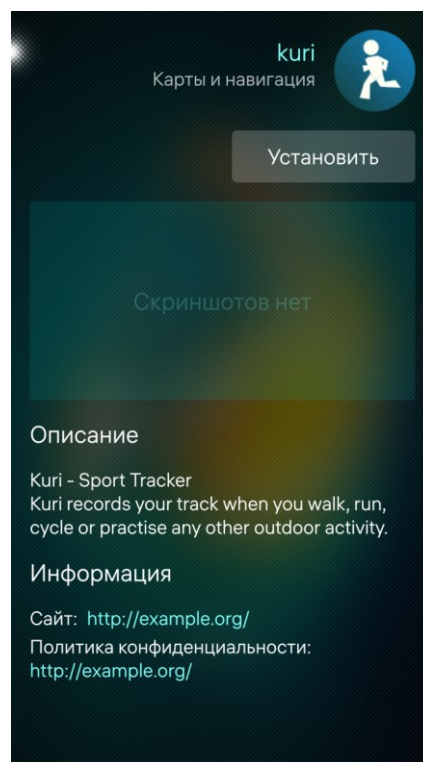 kuri
Карты и навигация
Установить
Скриншотов нет
Описание
Kuri - Sport Tracker
Kuri records your track when you walk, run,
cycle or practise any other outdoor activity.
Информация
Сайт: http://example.org/
Политика конфиденциальности:
http://example.org/